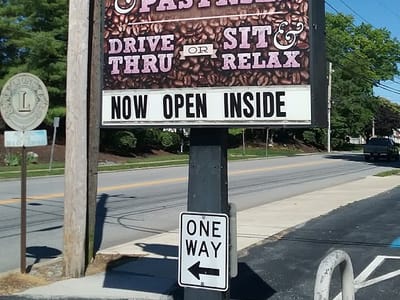 & PASTRIES
DRIVE THRU OR SIT & RELAX
NOW OPEN INSIDE
ONE
WAY
L